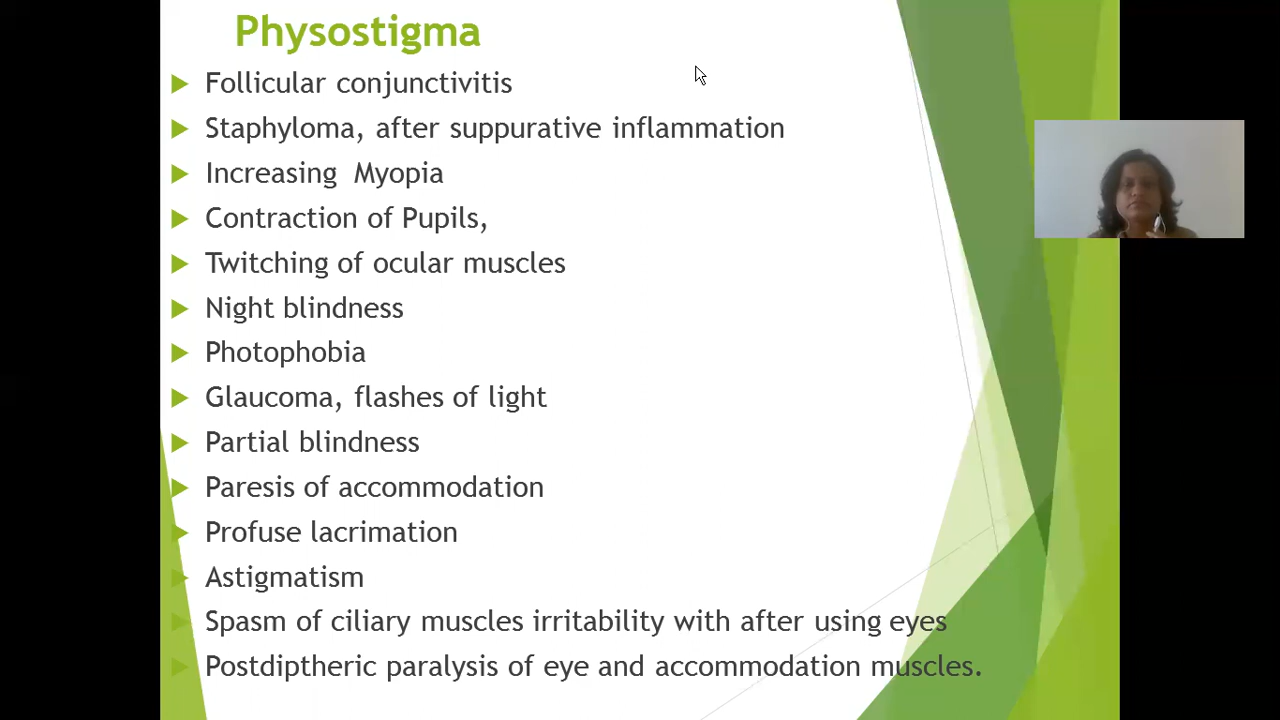 Physostigma
Follicular conjunctivitis
Staphyloma, after suppurative inflammation
Increasing Myopia
Contraction of Pupils,
Twitching of ocular muscles
Night blindness
Photophobia
Glaucoma, flashes of light
Partial blindness
Paresis of accommodation
Profuse lacrimation
Astigmatism
Spasm of ciliary muscles irritability with after using eyes
Postdiptheric paralysis of eye and accommodation muscles.